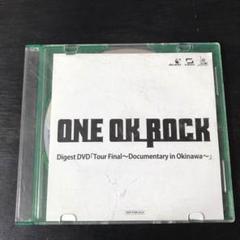 ONE OK ROCK
Digest DVD「Tour Final～Documentary in Okinawa～」